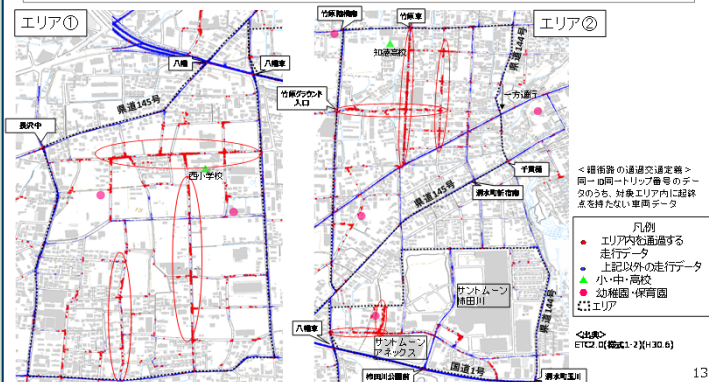 エリア①
八幡
八幡東
県道145号
長沢中
西小学校
エリア②
竹原東
知徳高校
県道144号
竹原グラウンド
入口
一方通行
千貫樋
県道145号
清水町新宿南
サントムーン
柿田川
県道144号
八幡東
サントムーン
アネックス
国道1号
柿田川公園前
清水町玉川
<細街路の通過交通定義>
同一ID同一トリップ番号のデー
タのうち、対象エリア内に起終
点を持たない車両データ
凡例
エリア内を通過する
走行データ
上記以外の走行データ
小・中・高校
幼稚園・保育園
エリア
<出典>
ETC2.0(様式1-2)(H30.6)
13